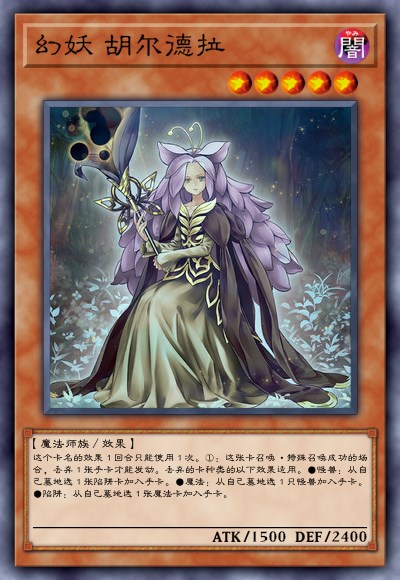 幻妖 胡尔德拉
やみ
闇
【魔法师族／效果】
这个卡名的效果1回合只能使用1次。①：这张卡召唤·特殊召唤成功的场
合，丢弃1张手卡才能发动。丢弃的卡种类的以下效果适用。●怪兽：从自
己墓地选1张陷阱卡加入手卡。●魔法：从自己墓地选1只怪兽加入手卡。
●陷阱：从自己墓地选1张魔法卡加入手卡。
ATK/1500 DEF/2400